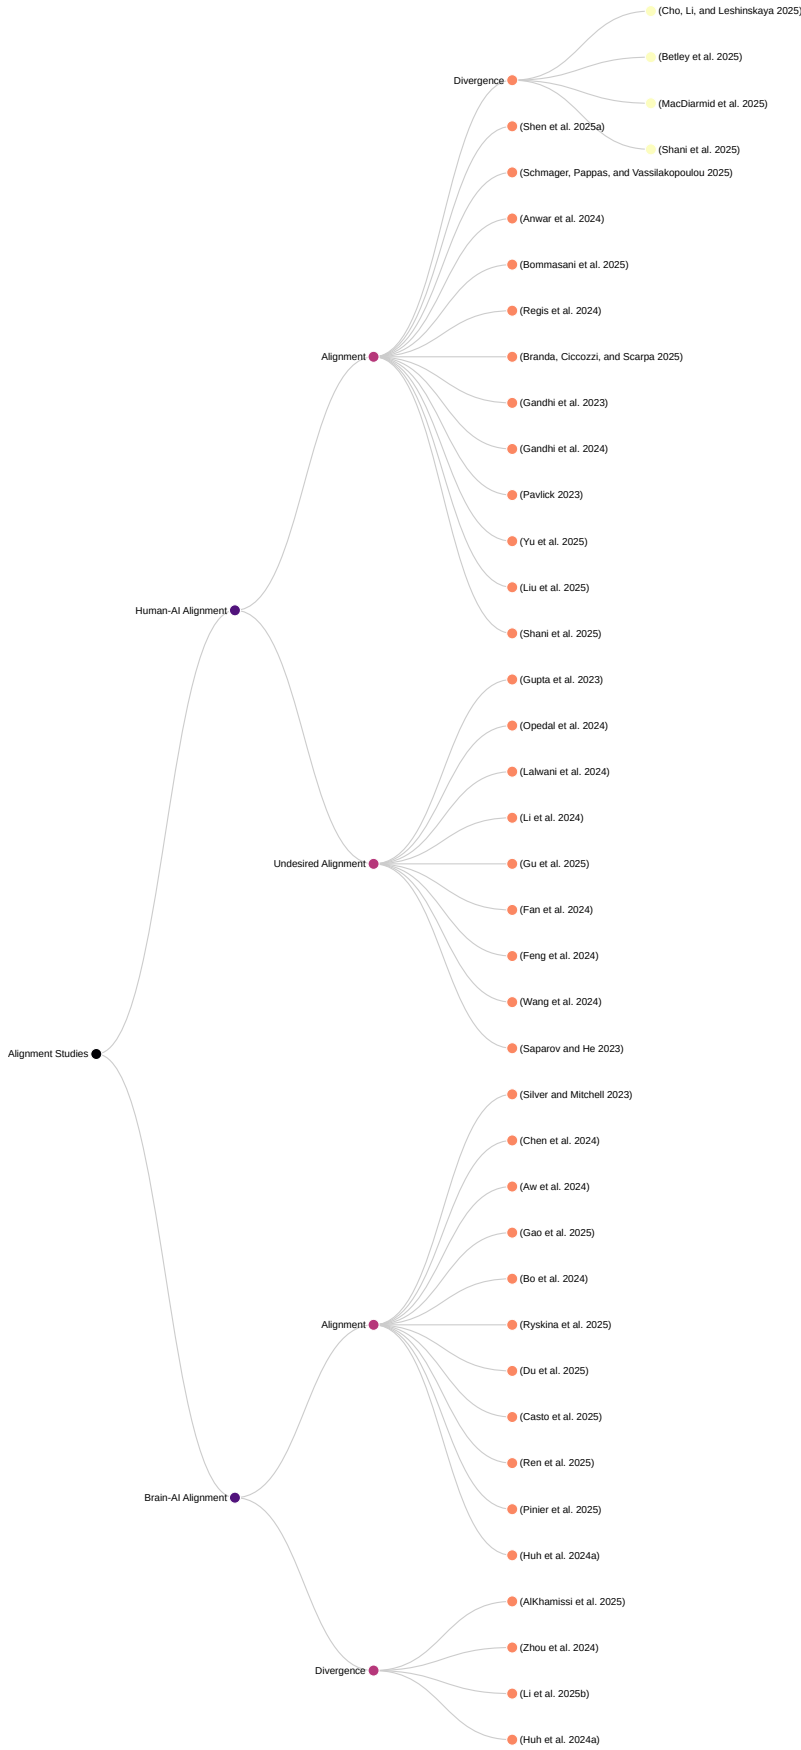 (Cho, Li, and Leshinskaya 2025)
(Betley et al. 2025)
Divergence
(MacDiarmid et al. 2025)
(Shen et al. 2025a)
(Shani et al. 2025)
(Schmager, Pappas, and Vassilakopoulou 2025)
(Anwar et al. 2024)
(Bommasani et al. 2025)
(Regis et al. 2024)
Alignment
(Branda, Ciccozzi, and Scarpa 2025)
(Gandhi et al. 2023)
(Gandhi et al. 2024)
(Pavlick 2023)
(Yu et al. 2025)
(Liu et al. 2025)
Human-AI Alignment
(Shani et al. 2025)
(Gupta et al. 2023)
(Opedal et al. 2024)
(Lalwani et al. 2024)
(Li et al. 2024)
Undesired Alignment
(Gu et al. 2025)
(Fan et al. 2024)
(Feng et al. 2024)
(Wang et al. 2024)
(Saparov and He 2023)
Alignment Studies
(Silver and Mitchell 2023)
(Chen et al. 2024)
(Aw et al. 2024)
(Gao et al. 2025)
(Bo et al. 2024)
Alignment
(Ryskina et al. 2025)
(Du et al. 2025)
(Casto et al. 2025)
(Ren et al. 2025)
Brain-AI Alignment
(Pinier et al. 2025)
(Huh et al. 2024a)
(AlKhamissi et al. 2025)
(Zhou et al. 2024)
Divergence
(Li et al. 2025b)
(Huh et al. 2024a)